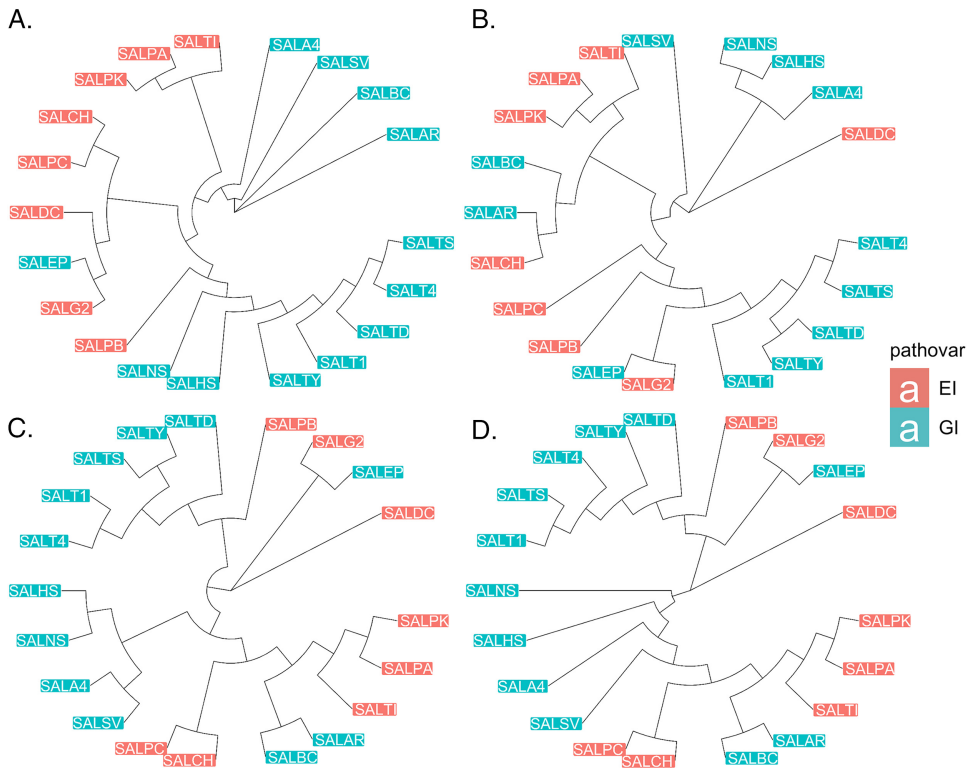 A.
SALTI
SALPA
SALPK
SALCH
SALPC
SALDC
SALEP
SALG2
SALPB
SALNS
SALHS
SALTY
SALT1
SALTD
SALT4
SALTS
SALAR
SALBC
SALSV
SALA4
B.
SALSV
SALTI
SALPA
SALPK
SALBC
SALAR
SALCH
SALPC
SALPB
SALEP
SALG2
SALT1
SALTY
SALTD
SALTS
SALT4
SALDC
SALA4
SALHS
SALNS
pathovar
a EI
a GI
C.
SALTD
SALTY
SALTS
SALT1
SALT4
SALHS
SALNS
SALA4
SALSV
SALPC
SALCH
SALBC
SALAR
SALTI
SALPA
SALPK
SALDC
SALEP
SALG2
SALPB
D.
SALTD
SALTY
SALT4
SALTS
SALT1
SALNS
SALHS
SALA4
SALSV
SALPC
SALCH
SALBC
SALAR
SALTI
SALPA
SALPK
SALDC
SALEP
SALG2
SALPB